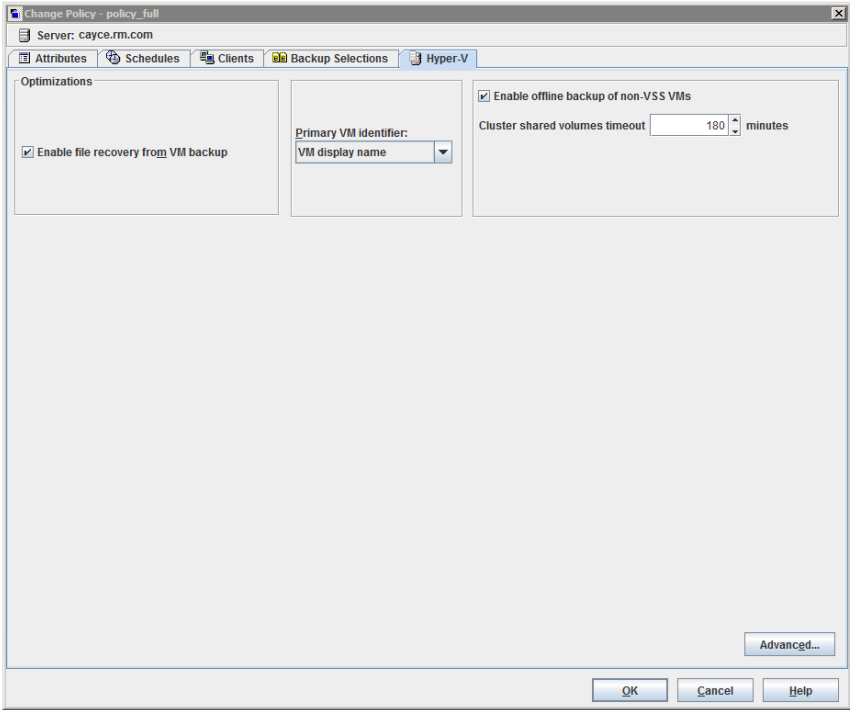 Change Policy - policy_full
Server: cayce.rm.com
Attributes Schedules Clients Backup Selections Hyper-V
Optimizations
Enable file recovery from VM backup
Primary VM identifier:
VM display name
Enable offline backup of non-VSS VMs
Cluster shared volumes timeout 180 minutes
Advanced...
OK Cancel Help